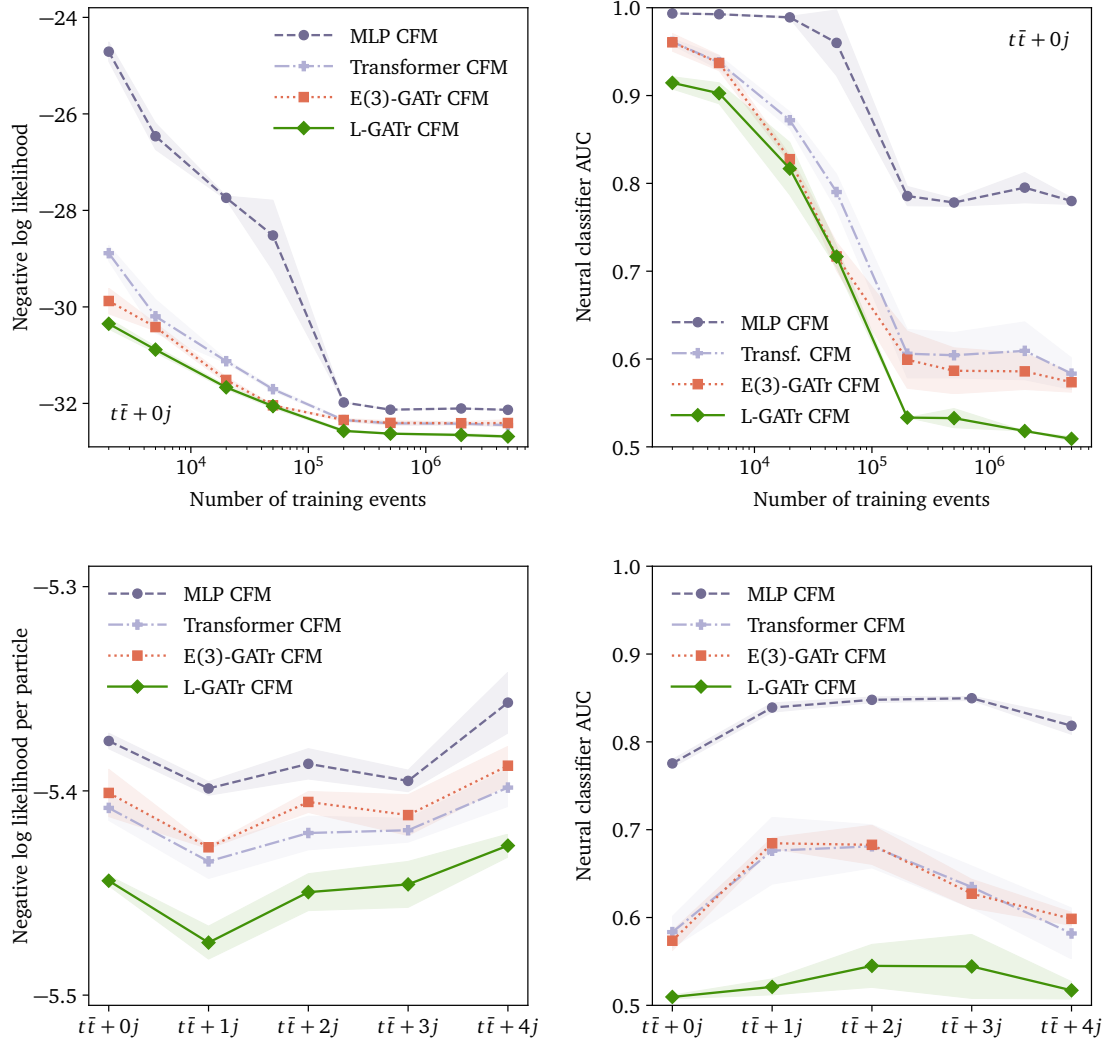 −24
−26
−28
−30
−32
Negative log likelihood
MLP CFM
Transformer CFM
E(3)-GATr CFM
L-GATr CFM
tt̄ + 0j
10⁴
10⁵
10⁶
Number of training events
1.0
0.9
0.8
0.7
0.6
0.5
Neural classifier AUC
tt̄ + 0j
MLP CFM
Transf. CFM
E(3)-GATr CFM
L-GATr CFM
10⁴
10⁵
10⁶
Number of training events
−5.3
−5.4
−5.5
Negative log likelihood per particle
MLP CFM
Transformer CFM
E(3)-GATr CFM
L-GATr CFM
tt̄ + 0j
tt̄ + 1j
tt̄ + 2j
tt̄ + 3j
tt̄ + 4j
1.0
0.9
0.8
0.7
0.6
0.5
Neural classifier AUC
MLP CFM
Transformer CFM
E(3)-GATr CFM
L-GATr CFM
tt̄ + 0j
tt̄ + 1j
tt̄ + 2j
tt̄ + 3j
tt̄ + 4j